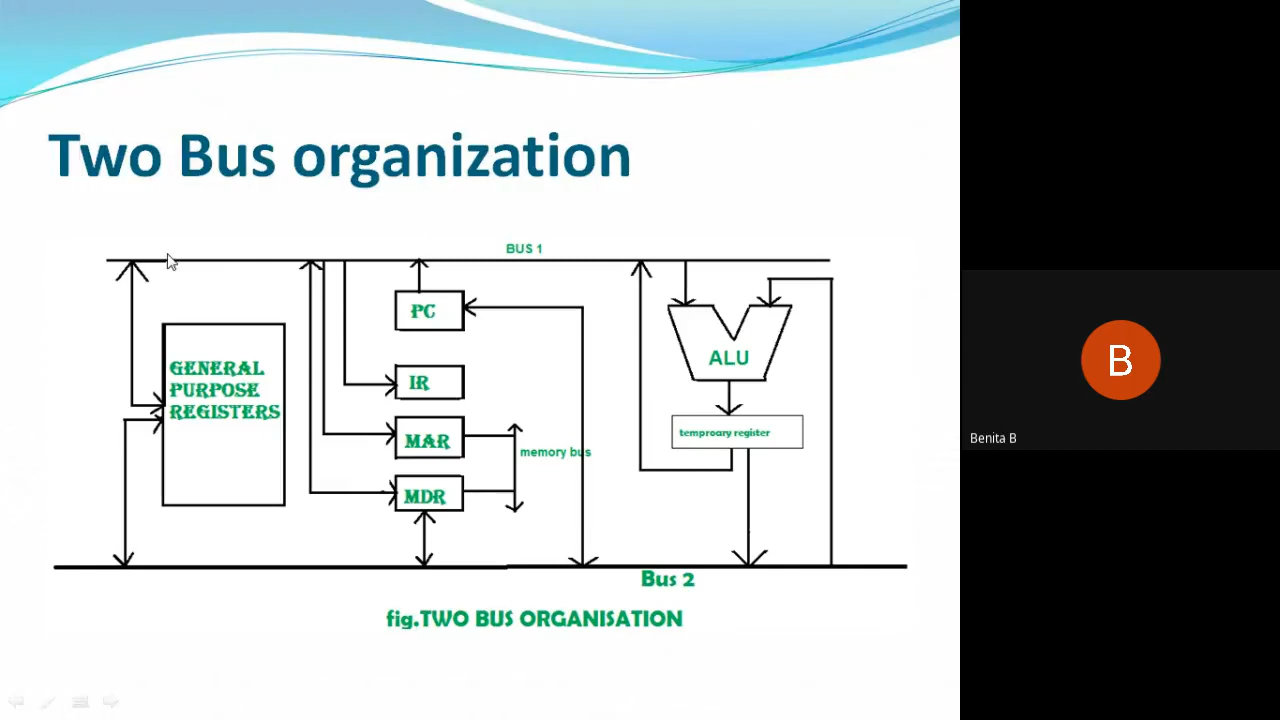 Two Bus organization
BUS 1
GENERAL
PURPOSE
REGISTERS
PC
IR
MAR
MDR
memory bus
ALU
temproary register
Bus 2
fig.TWO BUS ORGANISATION
B
Benita B